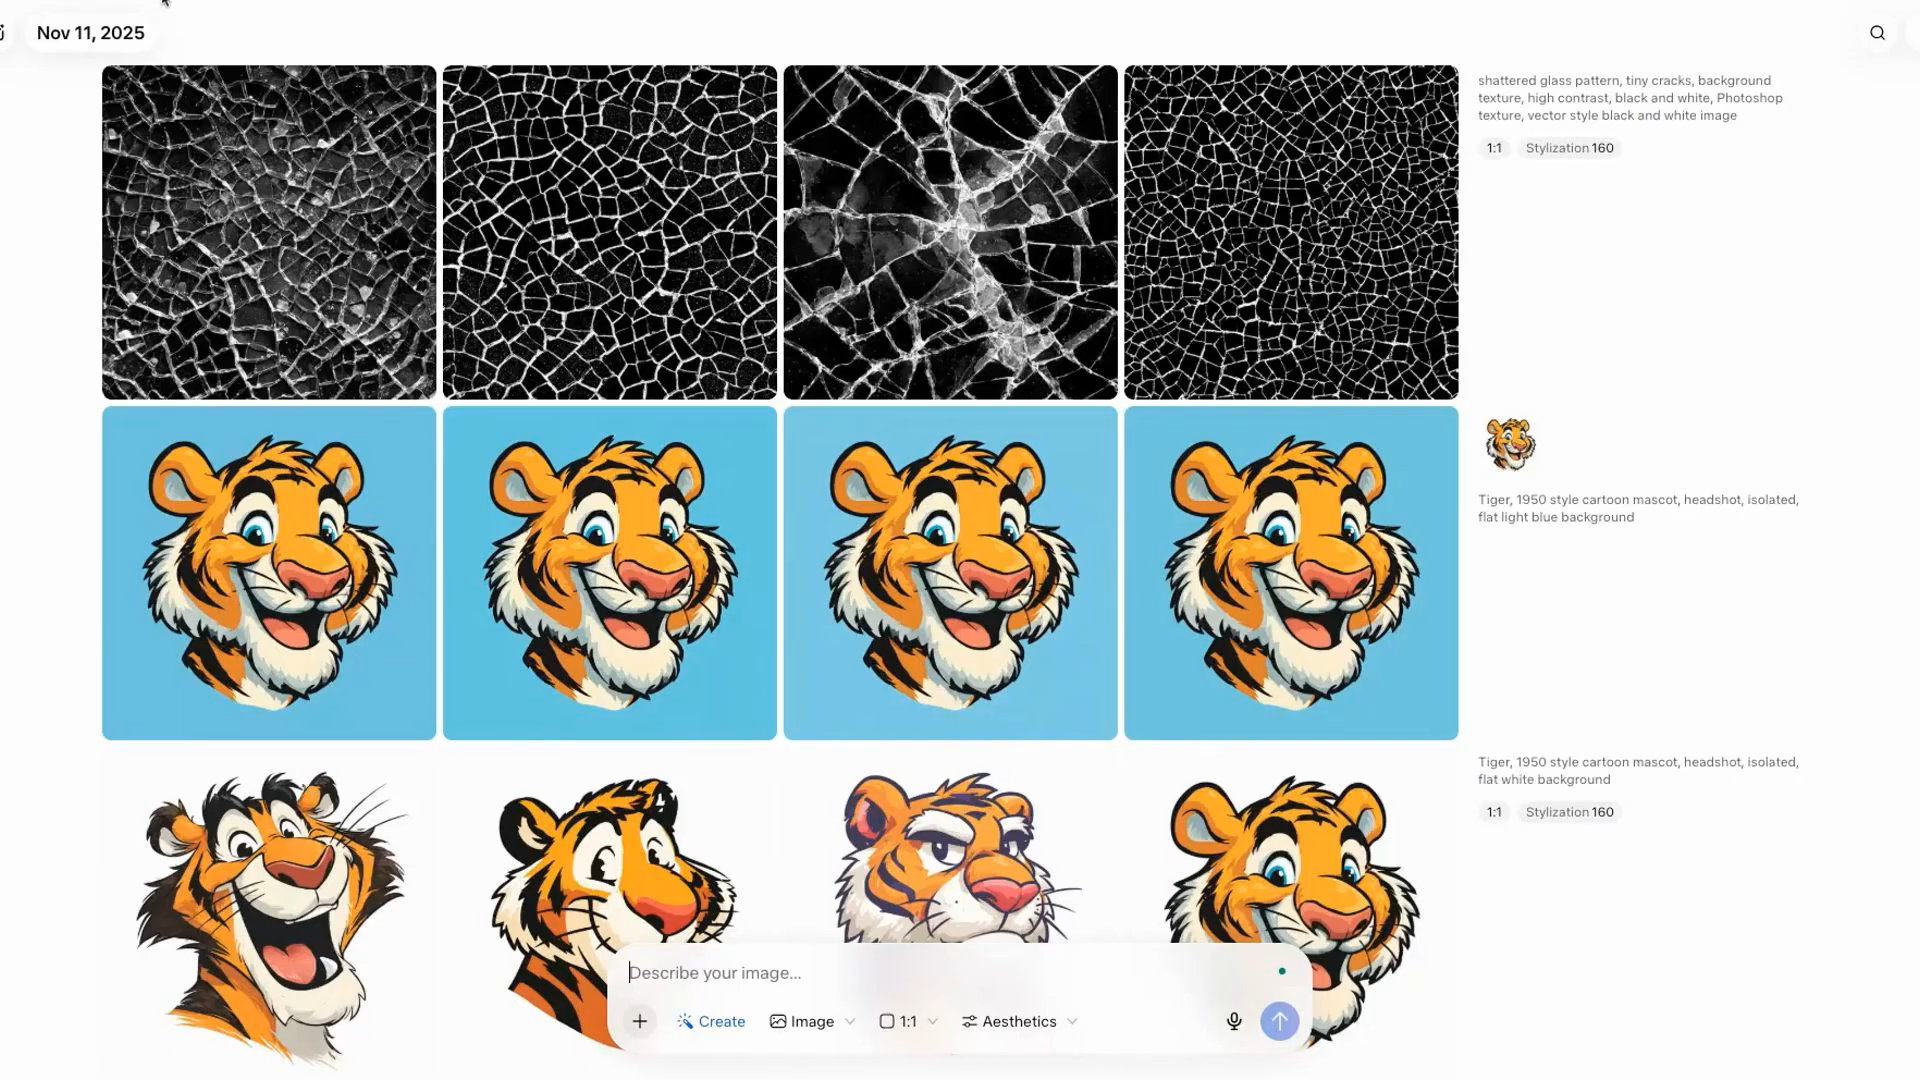 Nov 11, 2025
shattered glass pattern, tiny cracks, background
texture, high contrast, black and white, Photoshop
texture, vector style black and white image
1:1 Stylization 160
Tiger, 1950 style cartoon mascot, headshot, isolated,
flat light blue background
Tiger, 1950 style cartoon mascot, headshot, isolated,
flat white background
1:1 Stylization 160
Describe your image...
Create Image 1:1 Aesthetics